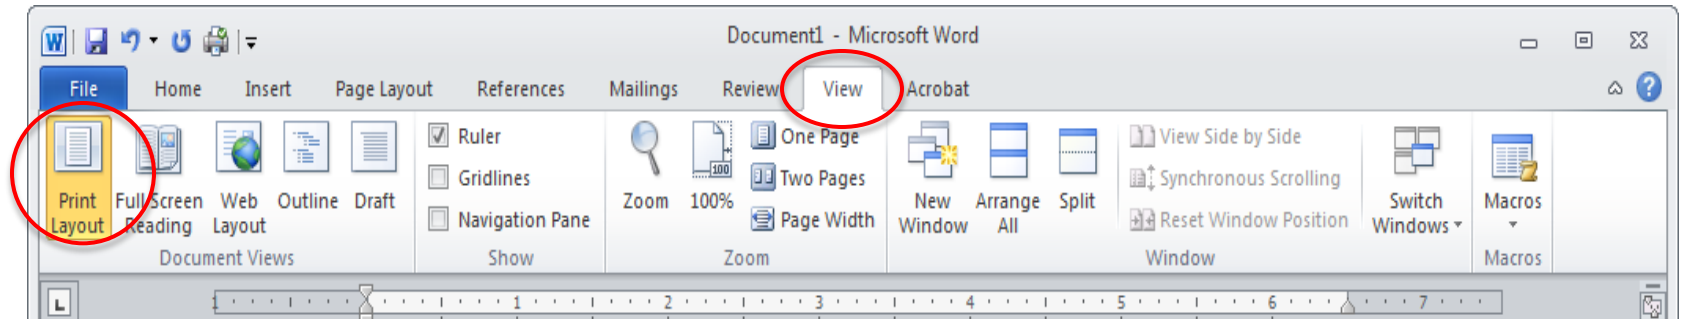 W
Document1 - Microsoft Word
File Home Insert Page Layout References Mailings Review View Acrobat
?
Print Layout
Full Screen Reading
Web Layout
Outline
Draft
Document Views
Ruler
Gridlines
Navigation Pane
Show
Zoom
100
100%
One Page
Two Pages
Page Width
Zoom
New Window
Arrange All
Split
View Side by Side
Synchronous Scrolling
Reset Window Position
Switch Windows
Window
Macros
Macros
L
1 1 2 3 4 5 6 7